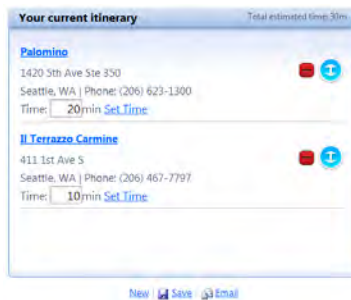 Your current itinerary Total estimated time: 30m
Palomino
1420 5th Ave Ste 350
Seattle, WA | Phone: (206) 623-1300
Time: 20 min Set Time
Il Terrazzo Carmine
411 1st Ave S
Seattle, WA | Phone: (206) 467-7797
Time: 10 min Set Time
New | Save | Email